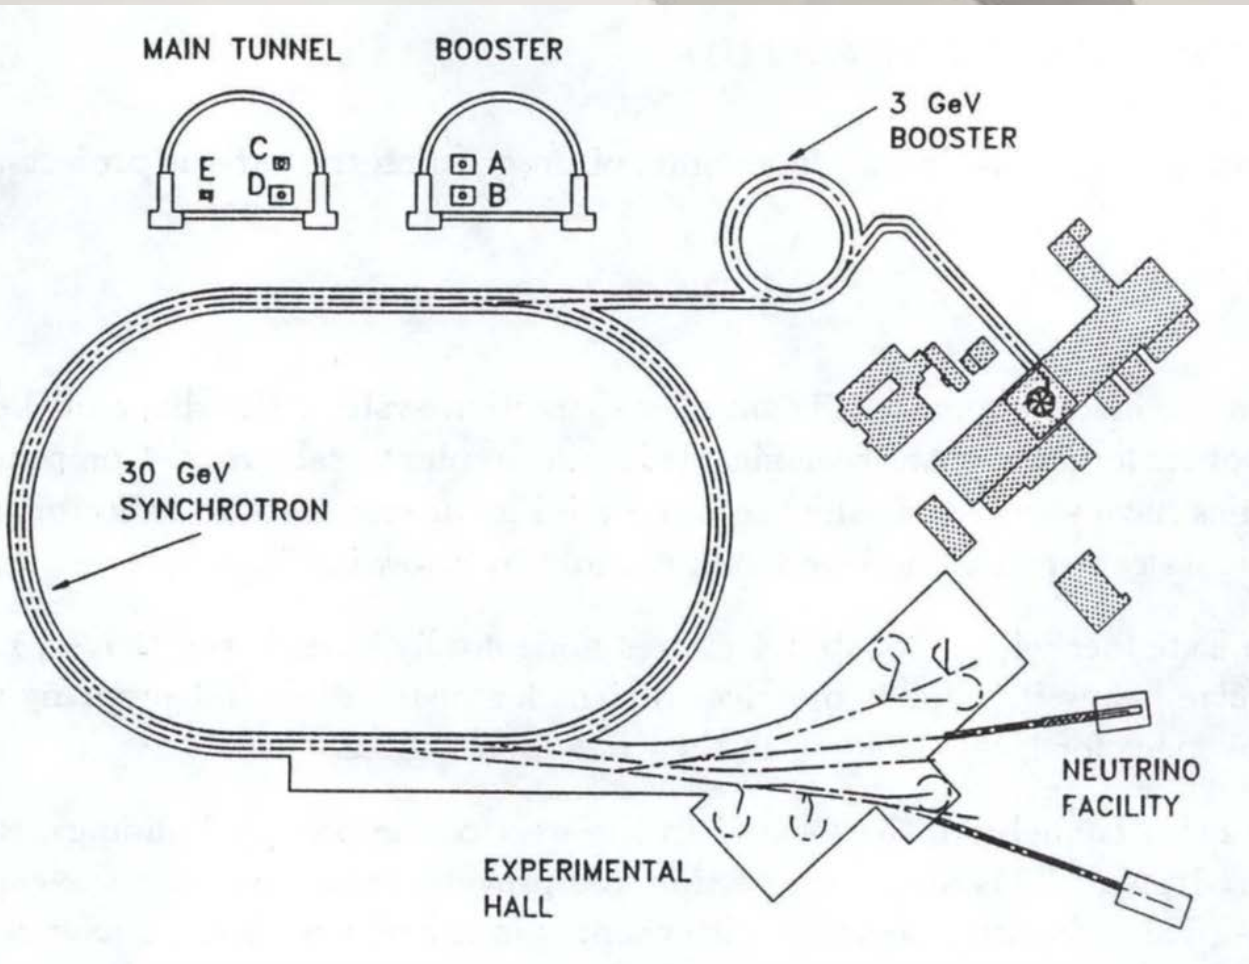 MAIN TUNNEL
BOOSTER
C
E
D
A
B
3 GeV
BOOSTER
30 GeV
SYNCHROTRON
NEUTRINO
FACILITY
EXPERIMENTAL
HALL